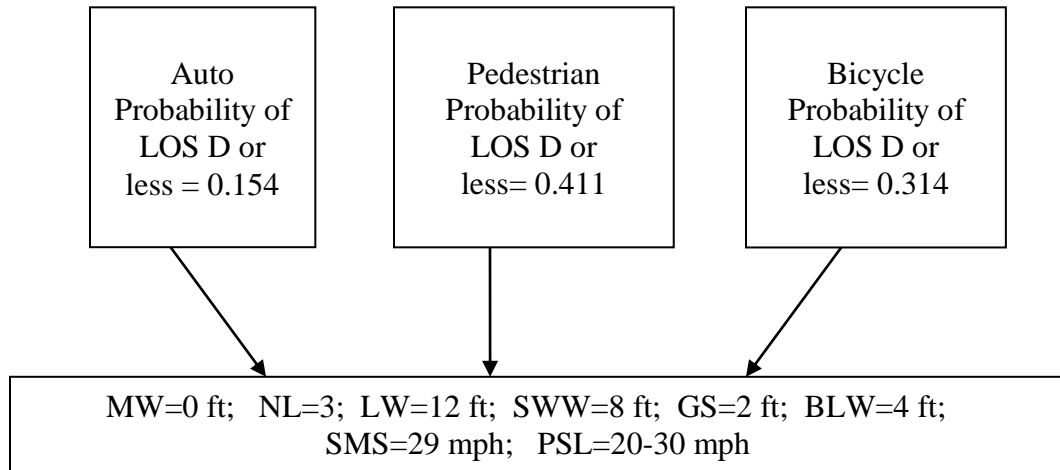 Auto
Probability of
LOS D or
less = 0.154
Pedestrian
Probability of
LOS D or
less= 0.411
Bicycle
Probability of
LOS D or
less= 0.314
MW=0 ft; NL=3; LW=12 ft; SWW=8 ft; GS=2 ft; BLW=4 ft;
SMS=29 mph; PSL=20-30 mph